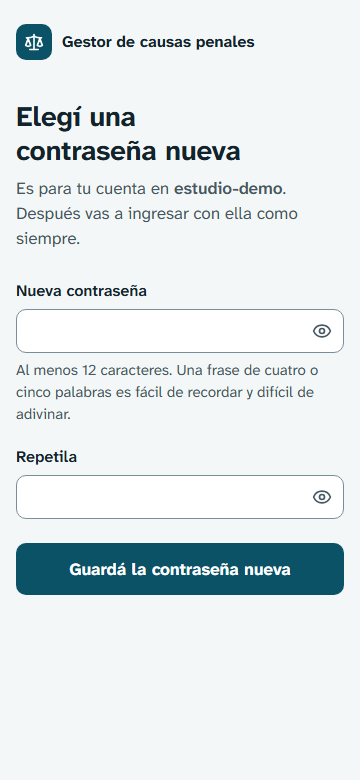 Gestor de causas penales
Elegí una
contraseña nueva
Es para tu cuenta en estudio-demo.
Después vas a ingresar con ella como
siempre.
Nueva contraseña
Al menos 12 caracteres. Una frase de cuatro o
cinco palabras es fácil de recordar y difícil de
adivinar.
Repetila
Guardá la contraseña nueva